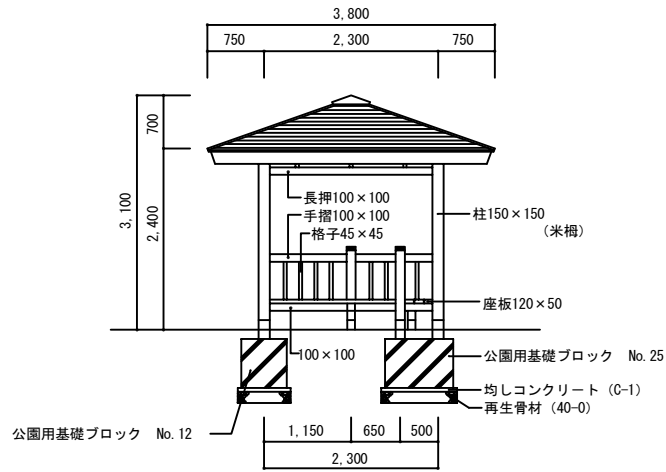 3,800
750 2,300 750
700
3,100
2,400
長押100×100
手摺100×100
格子45×45
柱150×150
(米栂)
座板120×50
100×100
公園用基礎ブロック No.25
均しコンクリート (C-1)
再生骨材 (40-0)
公園用基礎ブロック No.12
1,150 650 500
2,300